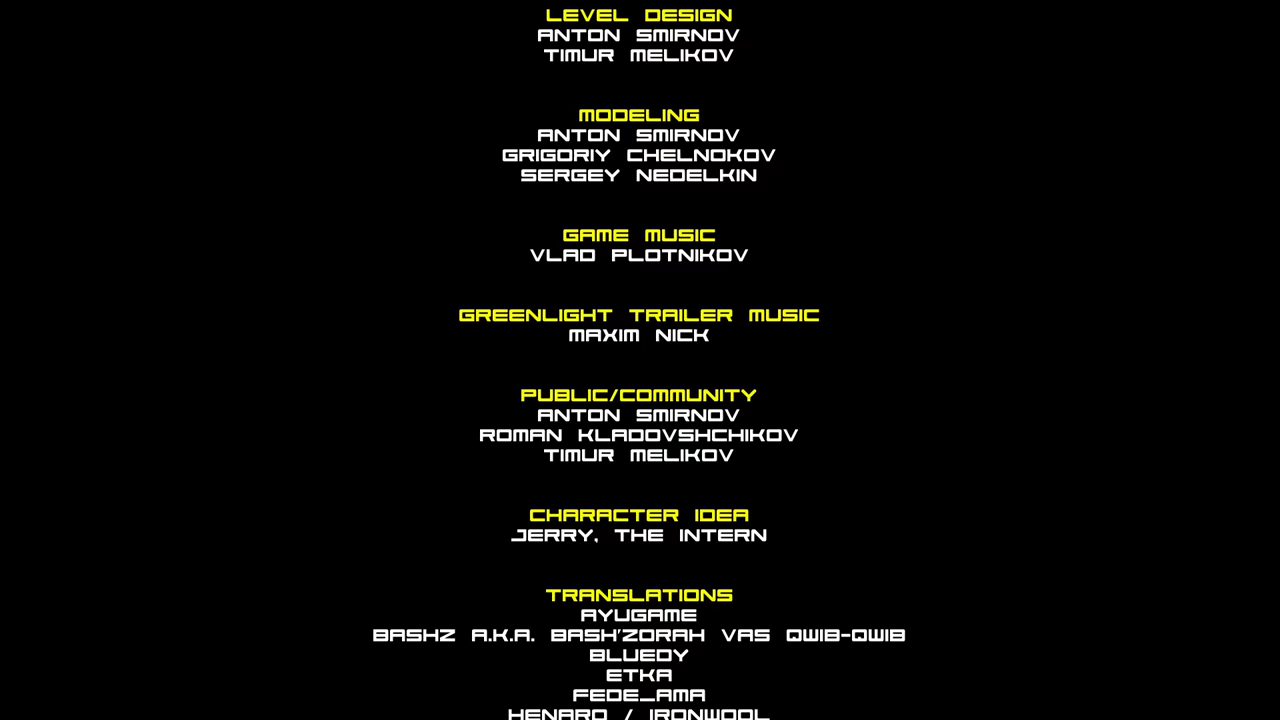 LEVEL DESIGN
ANTON SMIRNOV
TIMUR MELIKOV
MODELING
ANTON SMIRNOV
GRIGORIY CHELNOKOV
SERGEY NEDELKIN
GAME MUSIC
VLAD PLOTNIKOV
GREENLIGHT TRAILER MUSIC
MAXIM NICK
PUBLIC/COMMUNITY
ANTON SMIRNOV
ROMAN KLADOVSHCHIKOV
TIMUR MELIKOV
CHARACTER IDEA
JERRY, THE INTERN
TRANSLATIONS
AYUGAME
BASHZ A.K.A. BASH'ZORAH VAS QWIB-QWIB
BLUEDY
ETKA
FEDE_AMA
HENARD / IRONWOOL